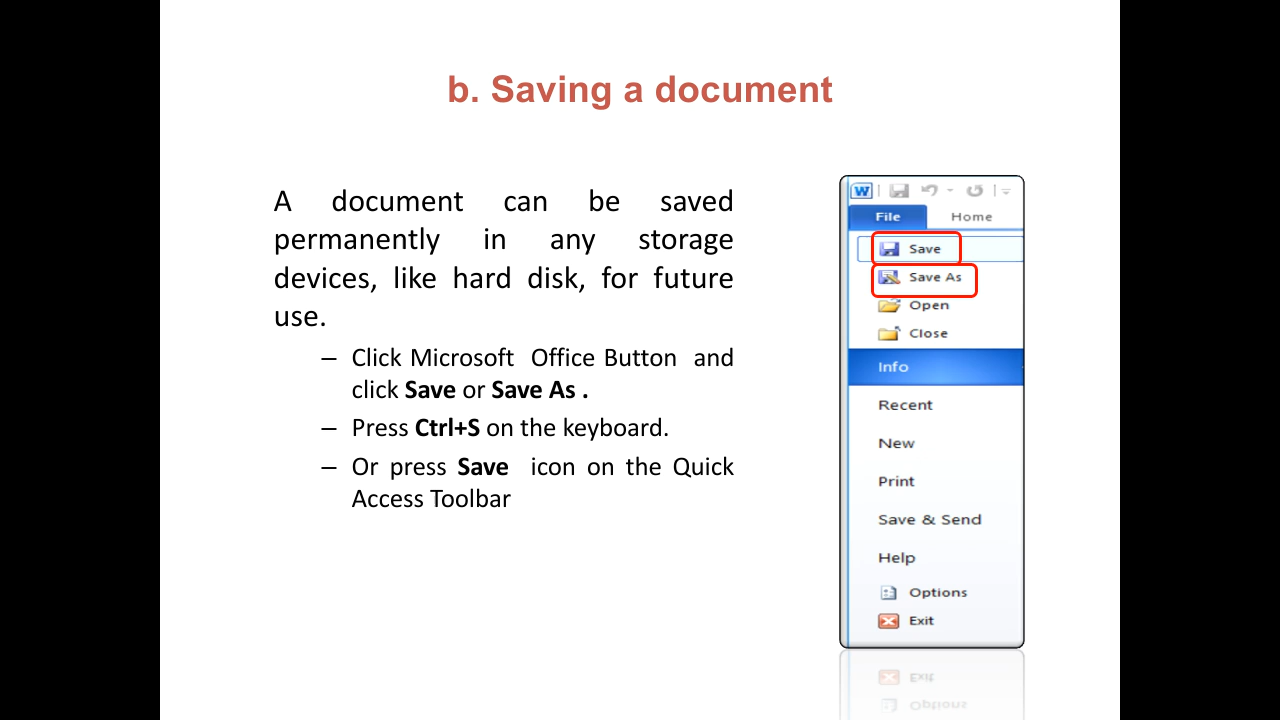 b. Saving a document
A document can be saved
permanently in any storage
devices, like hard disk, for future
use.
– Click Microsoft Office Button and
click Save or Save As .
– Press Ctrl+S on the keyboard.
– Or press Save icon on the Quick
Access Toolbar
W
File Home
Save
Save As
Open
Close
Info
Recent
New
Print
Save & Send
Help
Options
Exit
Exit
Options